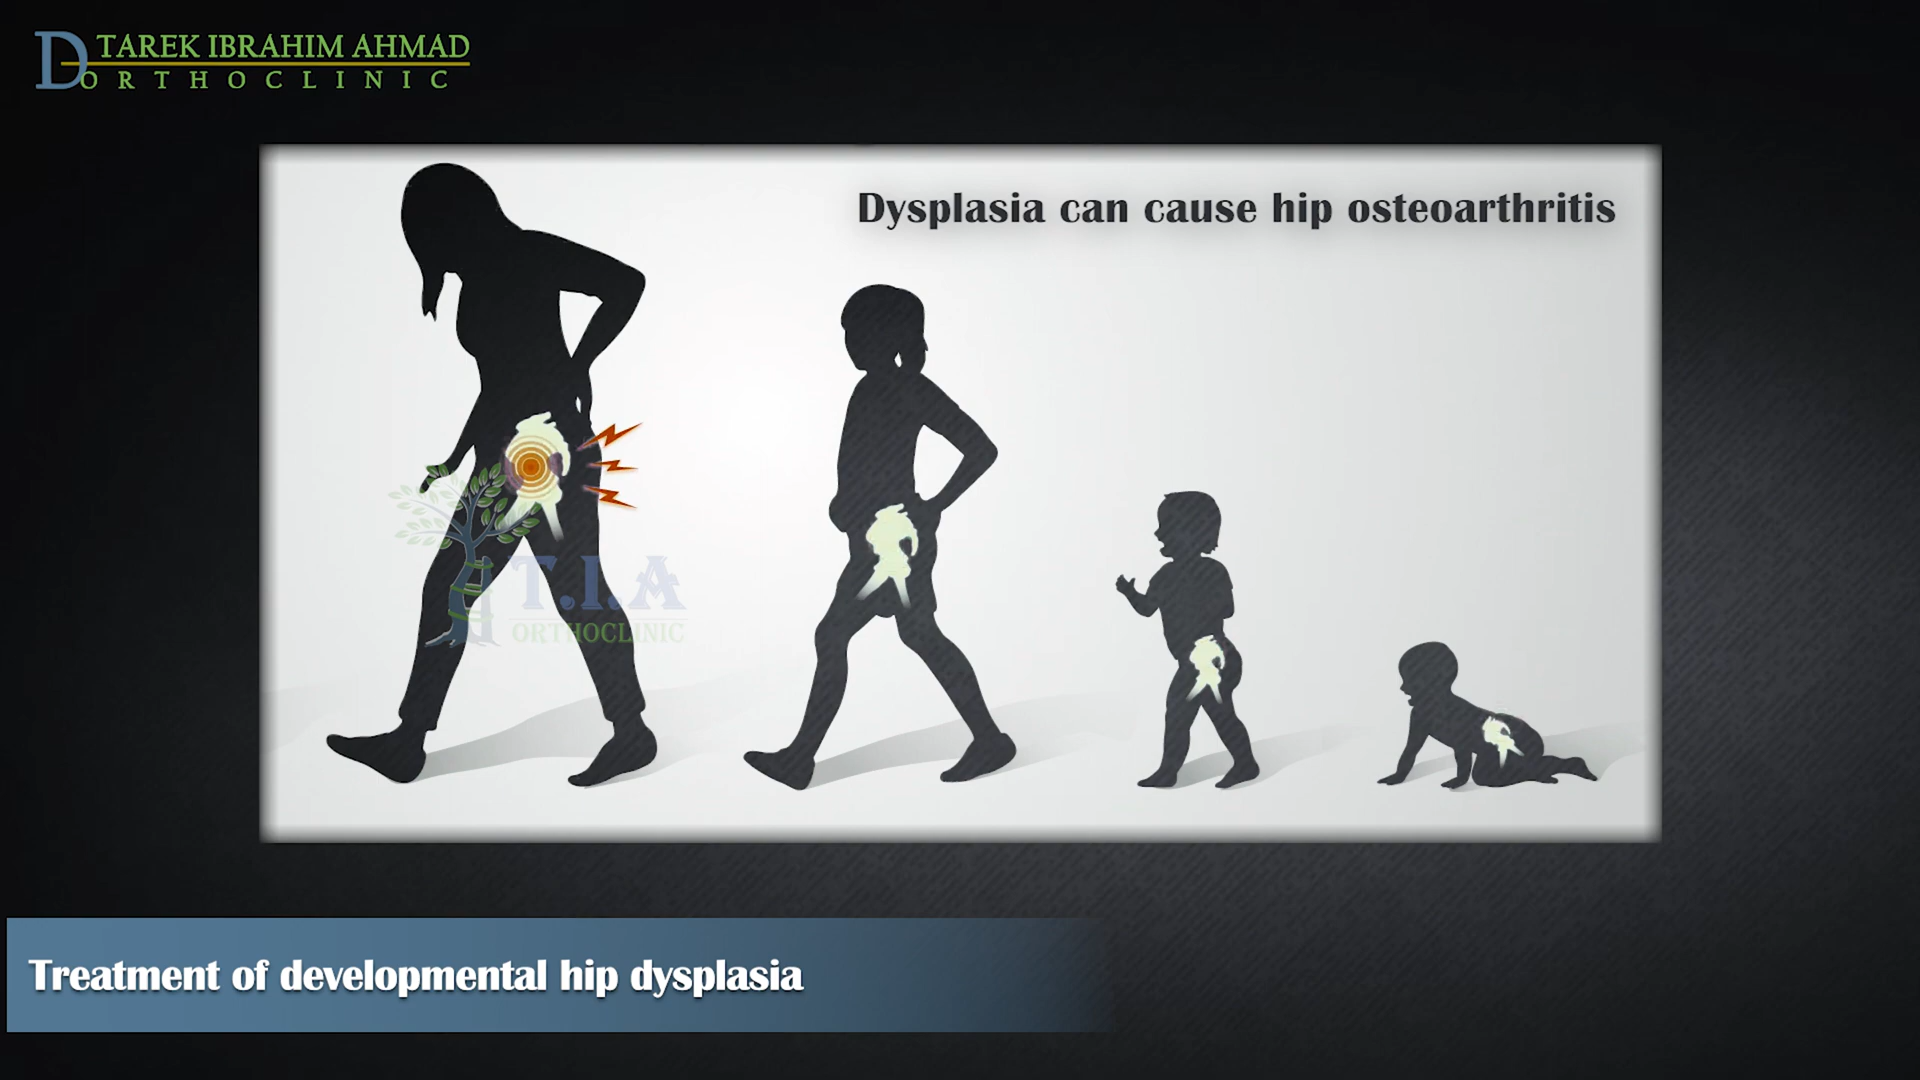 D TAREK IBRAHIM AHMAD
ORTHOCLINIC
Dysplasia can cause hip osteoarthritis
T.I.A
ORTHOCLINIC
Treatment of developmental hip dysplasia